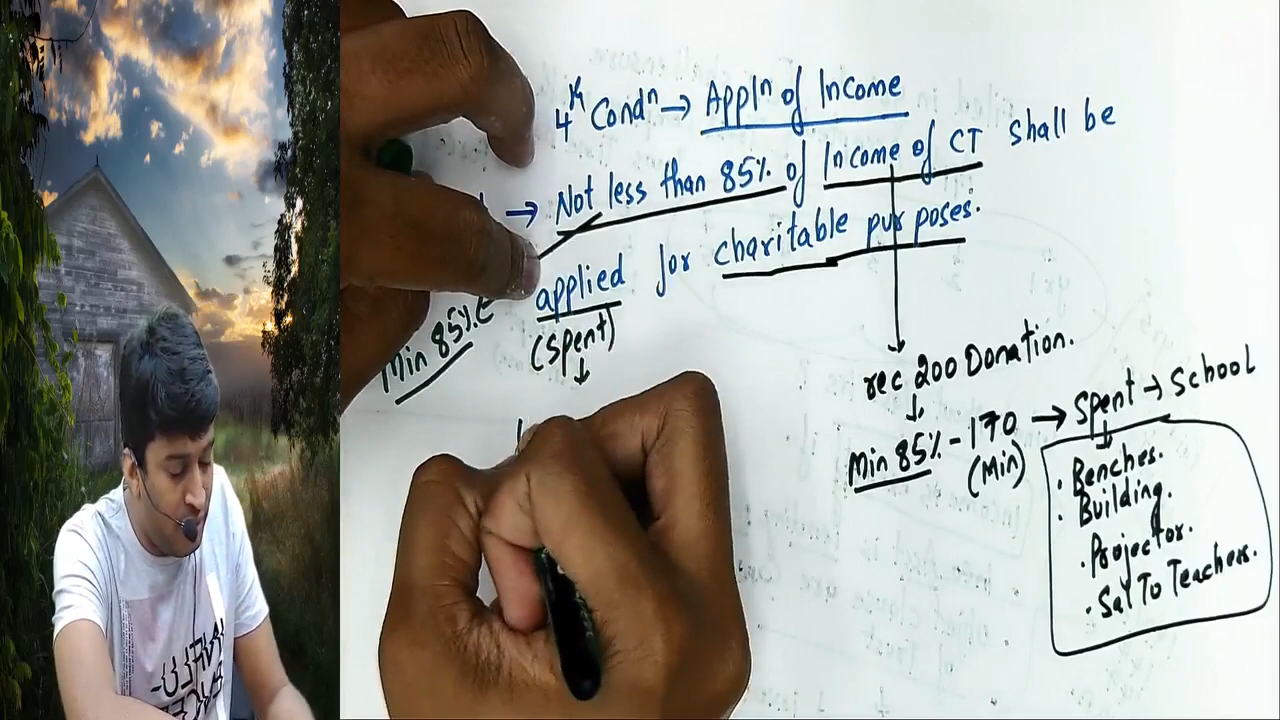 4th Condn → Appln of Income
→ Not less than 85% of Income of CT shall be
applied for charitable purposes.
Min 85%
(Spent)
↓
rec 200 Donation.
↓
Min 85% - 170 → Spent → School
(Min)
↓
· Benches.
· Building.
· Projector.
· Sal To Teachers.